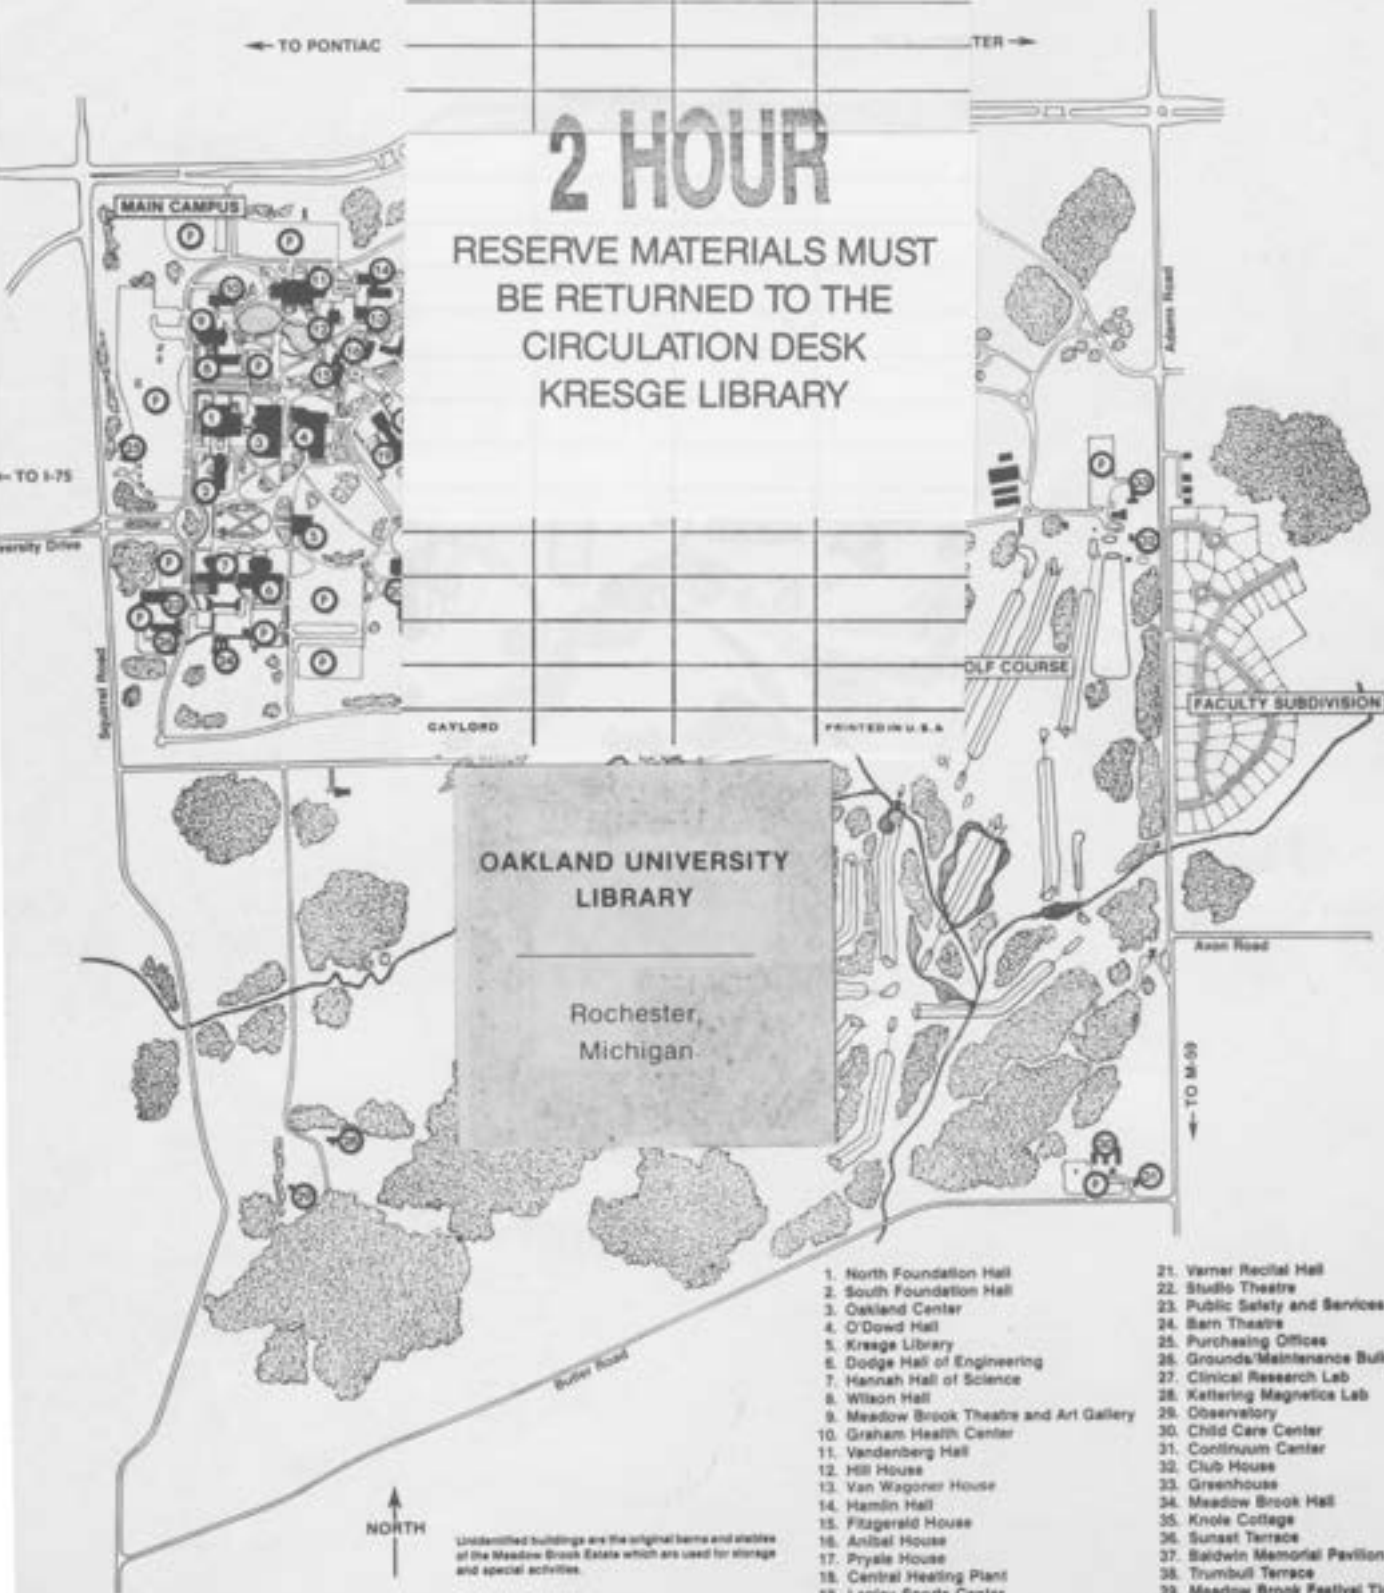 ← TO PONTIAC
TER →
2 HOUR
RESERVE MATERIALS MUST
BE RETURNED TO THE
CIRCULATION DESK
KRESGE LIBRARY
MAIN CAMPUS
Adams Road
TO I-75
versity Drive
Squirrel Road
OLF COURSE
FACULTY SUBDIVISION
GAYLORD
PRINTED IN U.S.A
OAKLAND UNIVERSITY
LIBRARY
Rochester,
Michigan
Avon Road
← TO M-59
Butler Road
NORTH
Unidentified buildings are the original barns and stables
of the Meadow Brook Estate which are used for storage
and special activities.
1. North Foundation Hall
2. South Foundation Hall
3. Oakland Center
4. O'Dowd Hall
5. Kresge Library
6. Dodge Hall of Engineering
7. Hannah Hall of Science
8. Wilson Hall
9. Meadow Brook Theatre and Art Gallery
10. Graham Health Center
11. Vandenberg Hall
12. Hill House
13. Van Wagoner House
14. Hamlin Hall
15. Fitzgerald House
16. Anibal House
17. Pryale House
18. Central Heating Plant
21. Varner Recital Hall
22. Studio Theatre
23. Public Safety and Services
24. Barn Theatre
25. Purchasing Offices
26. Grounds/Maintenance Buil
27. Clinical Research Lab
28. Kettering Magnetics Lab
29. Observatory
30. Child Care Center
31. Continuum Center
32. Club House
33. Greenhouse
34. Meadow Brook Hall
35. Knole Cottage
36. Sunset Terrace
37. Baldwin Memorial Pavilion
38. Trumbull Terrace
39. Meadow Brook Festival